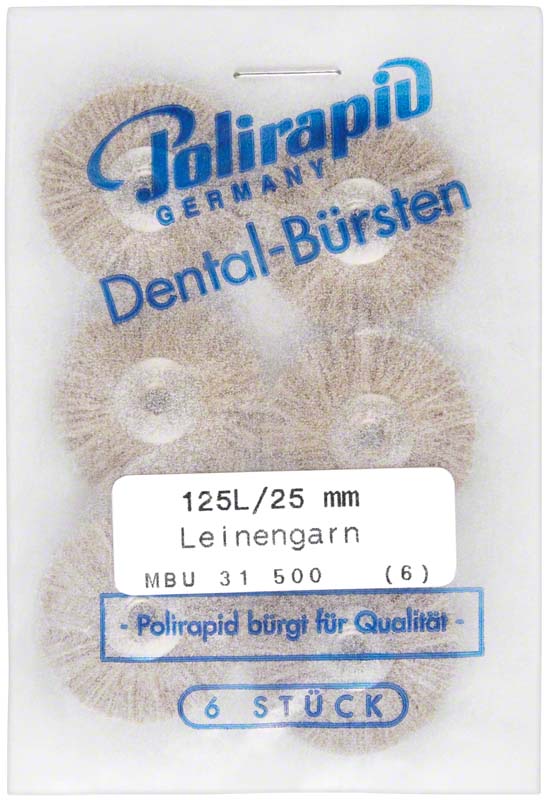 Polirapid
GERMANY
Dental-Bürsten
125L/25 mm
Leinengarn
MBU 31 500 (6)
- Polirapid bürgt für Qualität -
6 STÜCK